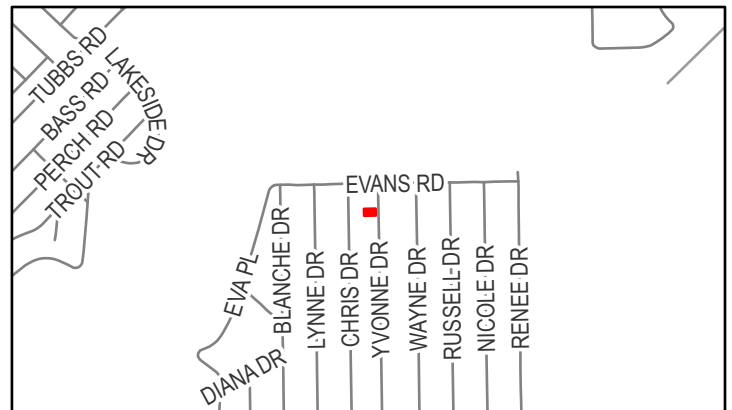 TUBBS RD
LAKESIDE DR
BASS RD
PERCH RD
TROUT RD
EVANS RD
EVA PL
BLANCHE DR
LYNNE DR
CHRIS DR
YVONNE DR
WAYNE DR
RUSSELL DR
NICOLE DR
RENEE DR
DIANA DR